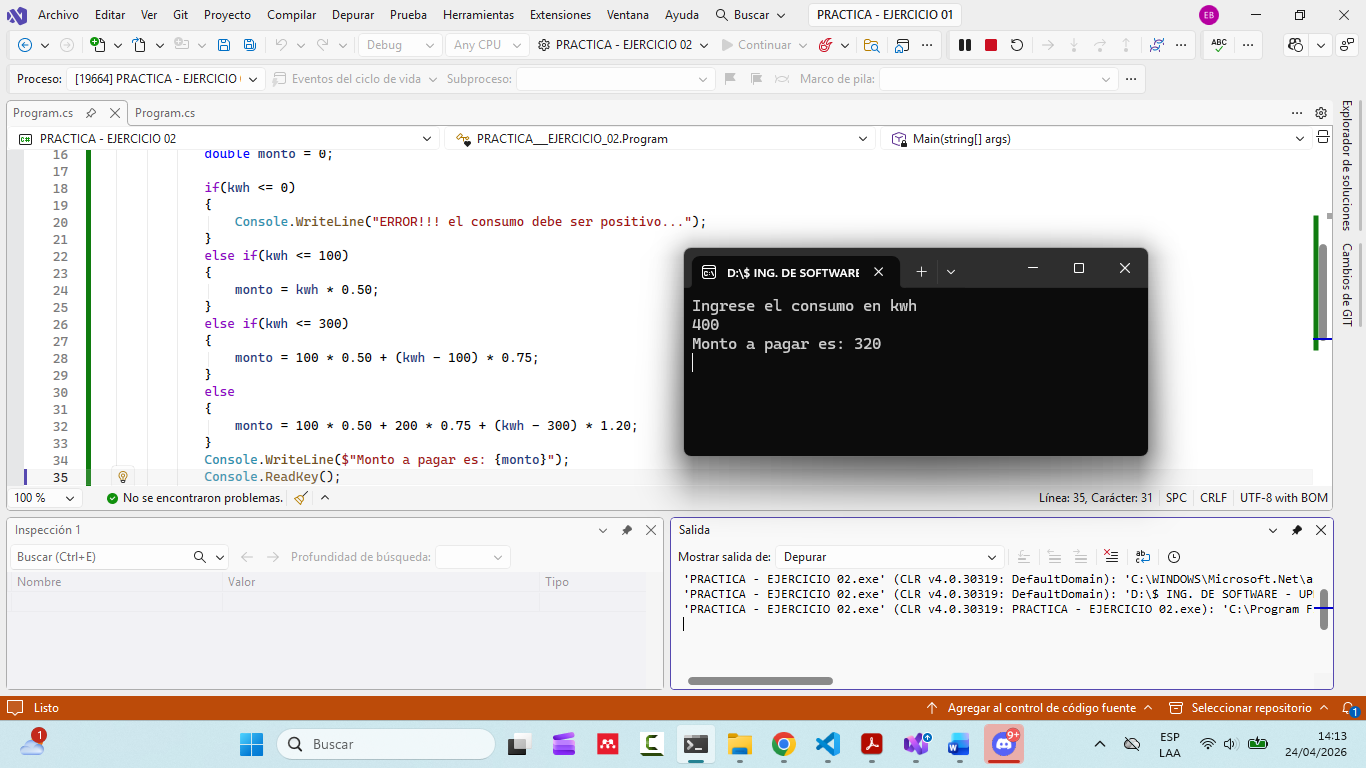 Archivo Editar Ver Git Proyecto Compilar Depurar Prueba Herramientas Extensiones Ventana Ayuda Buscar PRACTICA - EJERCICIO 01 EB
Debug Any CPU PRACTICA - EJERCICIO 02 Continuar
Proceso: [19664] PRACTICA - EJERCICIO Eventos del ciclo de vida Subproceso: Marco de pila:
Program.cs Program.cs
PRACTICA - EJERCICIO 02 PRACTICA___EJERCICIO_02.Program Main(string[] args)
16 double monto = 0;
17
18 if(kwh <= 0)
19 {
20 Console.WriteLine("ERROR!!! el consumo debe ser positivo...");
21 }
22 else if(kwh <= 100)
23 {
24 monto = kwh * 0.50;
25 }
26 else if(kwh <= 300)
27 {
28 monto = 100 * 0.50 + (kwh - 100) * 0.75;
29 }
30 else
31 {
32 monto = 100 * 0.50 + 200 * 0.75 + (kwh - 300) * 1.20;
33 }
34 Console.WriteLine($"Monto a pagar es: {monto}");
35 Console.ReadKey();
D:\$ ING. DE SOFTWARE
Ingrese el consumo en kwh
400
Monto a pagar es: 320
Explorador de soluciones
Cambios de GIT
100 % No se encontraron problemas. Línea: 35, Carácter: 31 SPC CRLF UTF-8 with BOM
Inspección 1
Buscar (Ctrl+E) Profundidad de búsqueda:
Nombre Valor Tipo
Salida
Mostrar salida de: Depurar
'PRACTICA - EJERCICIO 02.exe' (CLR v4.0.30319: DefaultDomain): 'C:\WINDOWS\Microsoft.Net\a
'PRACTICA - EJERCICIO 02.exe' (CLR v4.0.30319: DefaultDomain): 'D:\$ ING. DE SOFTWARE - UP
'PRACTICA - EJERCICIO 02.exe' (CLR v4.0.30319: PRACTICA - EJERCICIO 02.exe): 'C:\Program F
Listo Agregar al control de código fuente Seleccionar repositorio 1
1 Buscar 9+ ESP 14:13
LAA 24/04/2026